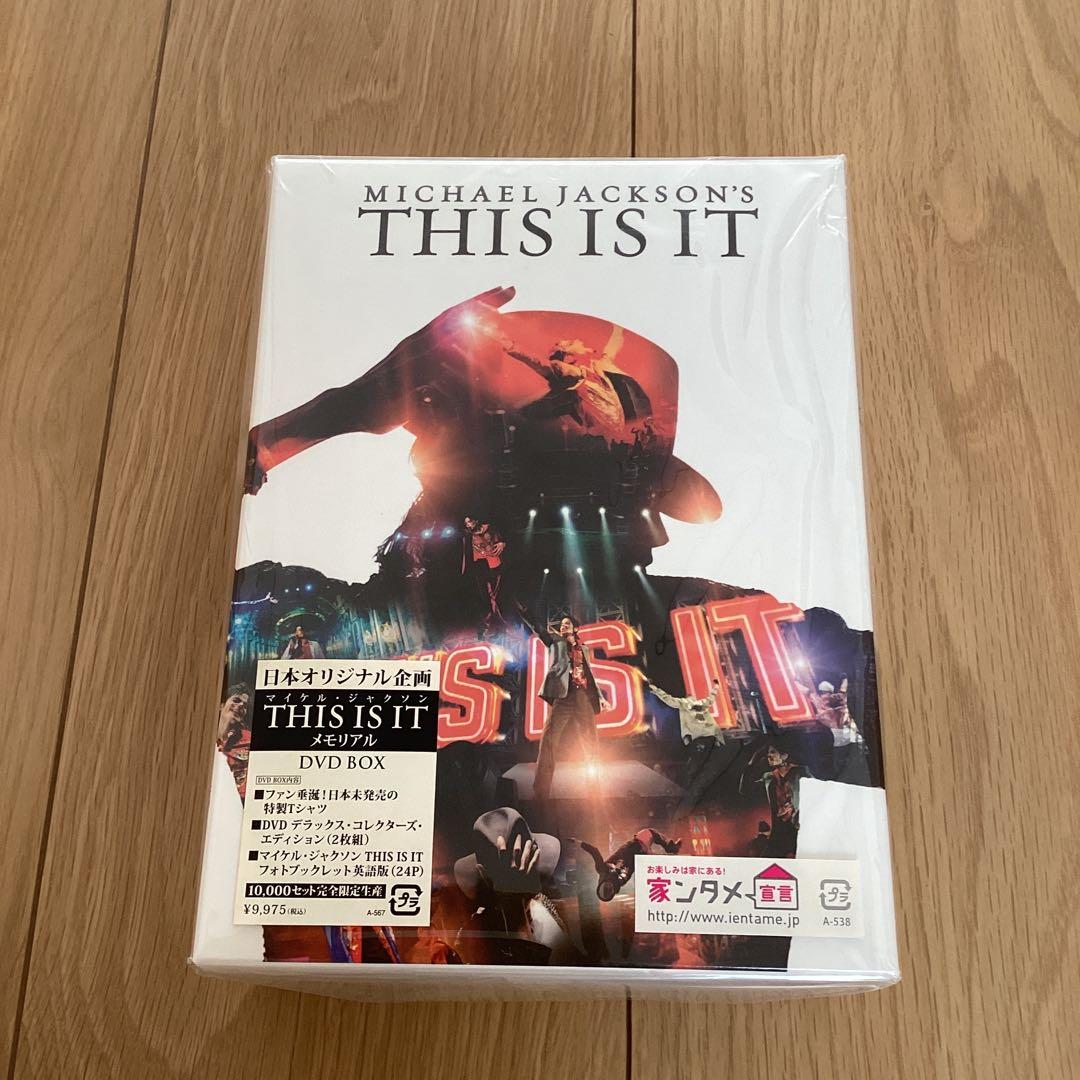 MICHAEL JACKSON'S
THIS IS IT
THIS IS IT
日本オリジナル企画
マイケル・ジャクソン
THIS IS IT
メモリアル
DVD BOX
DVD BOX内容
■ファン垂涎!日本未発売の
特製Tシャツ
■DVD デラックス・コレクターズ・
エディション(2枚組)
■マイケル・ジャクソン THIS IS IT
フォトブックレット英語版(24P)
10,000セット完全限定生産
¥9,975(税込)
A-567
プラ
お楽しみは家にある!
家ンタメ宣言
http://www.ientame.jp
プラ
A-538